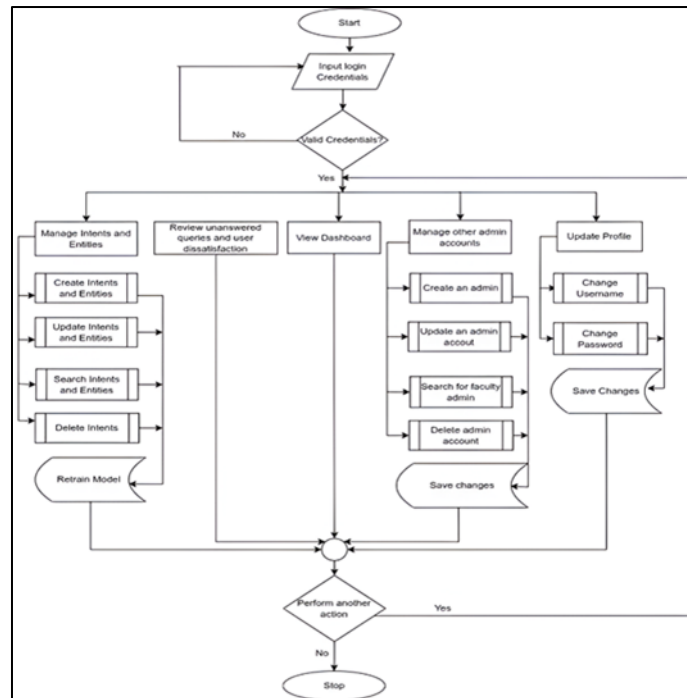 Start
Input login
Credentials
Valid Credentials?
No
Yes
Manage Intents and
Entities
Review unanswered
queries and user
dissatisfaction
View Dashboard
Manage other admin
accounts
Update Profile
Create Intents
and Entities
Update Intents
and Entities
Search Intents
and Entities
Delete Intents
Retrain Model
Create an admin
Update an admin
accout
Search for faculty
admin
Delete admin
account
Save changes
Change
Username
Change
Password
Save Changes
Perform another
action
Yes
No
Stop